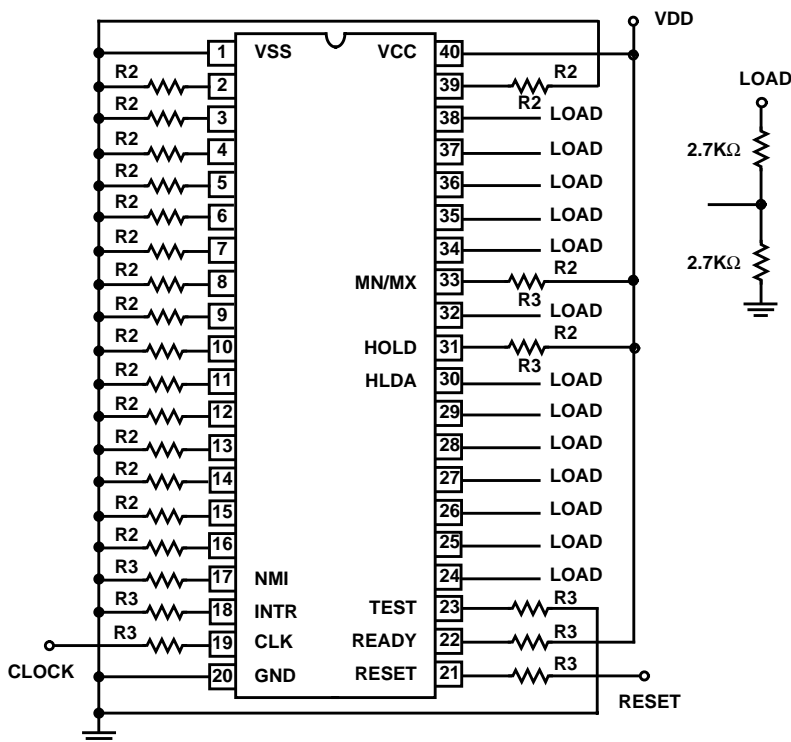 VDD
1 VSS VCC 40
R2 2 39 R2
R2
LOAD
R2 3 38 LOAD
R2 4 37 LOAD
2.7KΩ
R2 5 36 LOAD
R2 6 35 LOAD
R2 7 34 LOAD
R2 8 MN/MX 33 R2
R3
2.7KΩ
R2 9 32 LOAD
R2 10 HOLD 31 R2
R3
R2 11 HLDA 30 LOAD
R2 12 29 LOAD
R2 13 28 LOAD
R2 14 27 LOAD
R2 15 26 LOAD
R2 16 25 LOAD
24 LOAD
R3 17 NMI
R3 18 INTR TEST 23 R3
R3 19 CLK READY 22 R3
CLOCK
20 GND RESET 21 R3
RESET